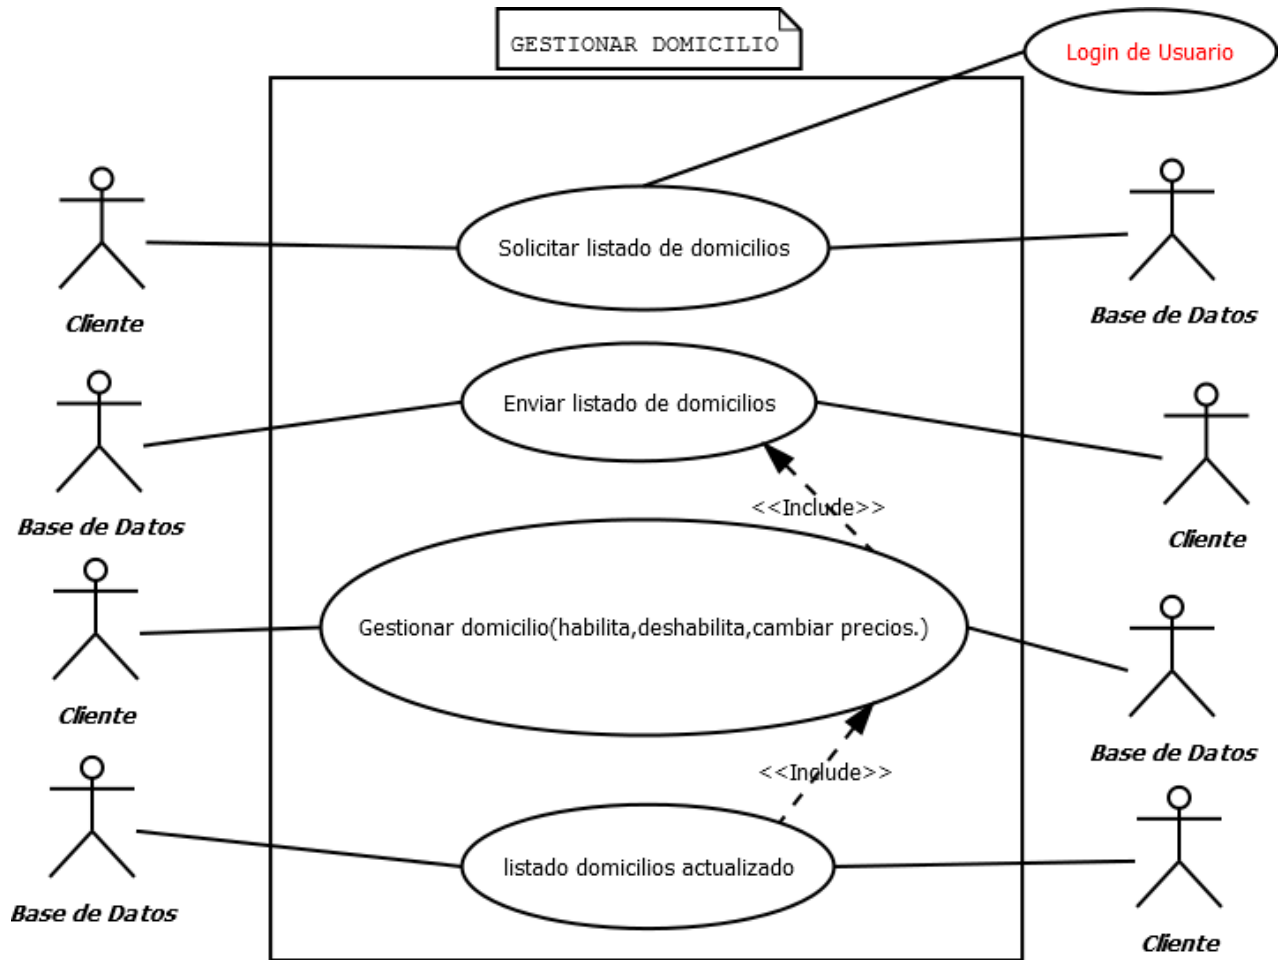 GESTIONAR DOMICILIO
Login de Usuario
Solicitar listado de domicilios
Cliente
Base de Datos
Enviar listado de domicilios
Base de Datos
Cliente
<<Include>>
Gestionar domicilio(habilita,deshabilita,cambiar precios.)
Cliente
Base de Datos
<<Include>>
listado domicilios actualizado
Base de Datos
Cliente